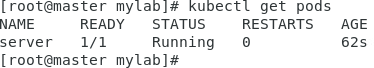 [root@master mylab]# kubectl get pods
NAME     READY   STATUS    RESTARTS   AGE
server   1/1     Running   0          62s
[root@master mylab]#